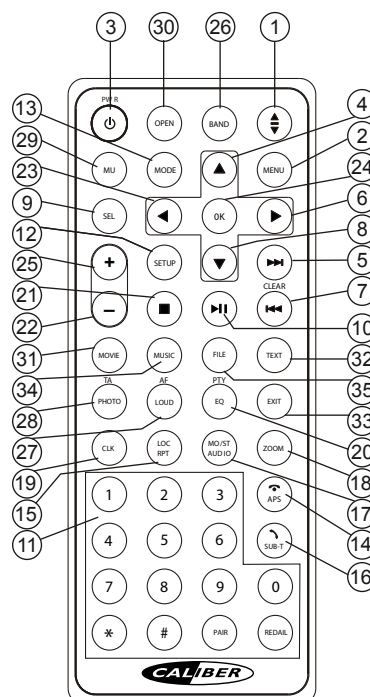 3 30 26 1
PWR
13 OPEN BAND 4
29 MU MODE MENU 2
23 24
9 SEL OK 6
12 8
25 + SETUP 5
21 CLEAR 7
22 − 10
31 MOVIE MUSIC FILE TEXT 32
34 TA AF PTY 35
28 PHOTO LOUD EQ EXIT 33
27 20
19 CLK LOC RPT MO/ST AUDIO ZOOM 18
15 17
11 1 2 3 APS 14
4 5 6 SUB-T 16
7 8 9 0
* # PAIR REDAIL
CALIBER